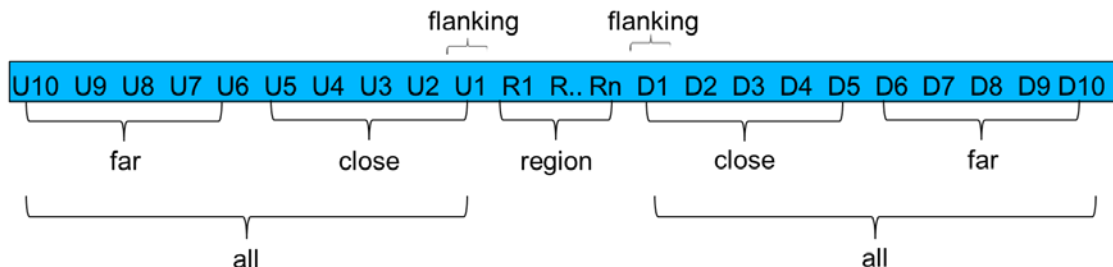 flanking flanking
U10 U9 U8 U7 U6 U5 U4 U3 U2 U1 R1 R.. Rn D1 D2 D3 D4 D5 D6 D7 D8 D9 D10
far close region close far
all all